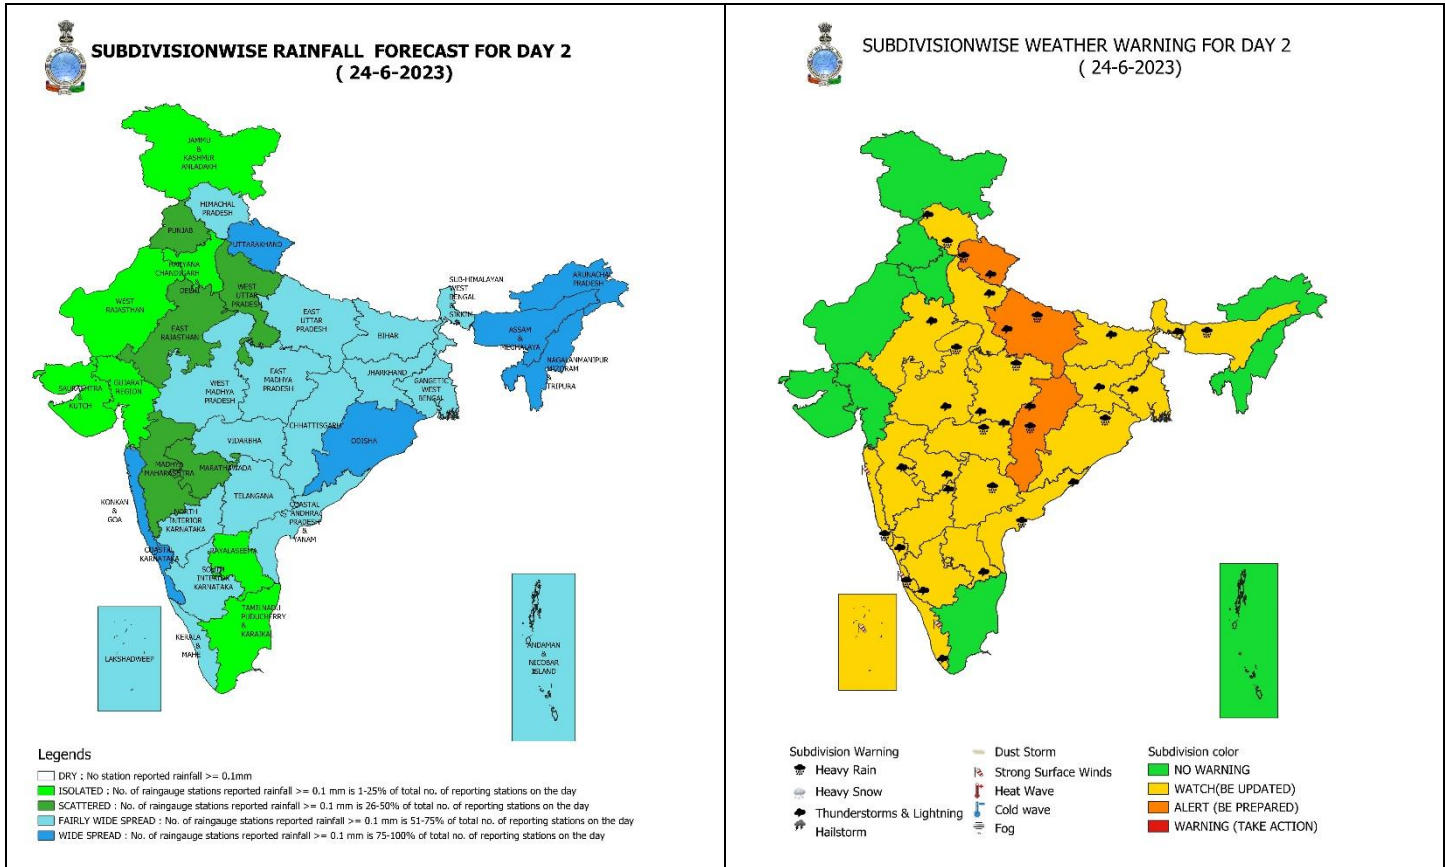 SUBDIVISIONWISE RAINFALL FORECAST FOR DAY 2
( 24-6-2023)
JAMMU
&
KASHMIR
ANLADAKH
HIMACHAL
PRADESH
PUNJAB
UTTARAKHAND
HARYANA
CHANDIGARH
&
DELHI
WEST
UTTAR
PRADESH
WEST
RAJASTHAN
EAST
RAJASTHAN
EAST
UTTAR
PRADESH
SUB-HIMALAYAN
WEST
BENGAL
&
SIKKIM
ARUNACHAL
PRADESH
ASSAM
&
MEGHALAYA
NAGALANMANIPUR
MIZORAM
&
TRIPURA
BIHAR
JHARKHAND
GANGETIC
WEST
BENGAL
SAURASHTRA
&
KUTCH
GUJARAT
REGION
WEST
MADHYA
PRADESH
EAST
MADHYA
PRADESH
CHHATTISGARH
ODISHA
VIDARBHA
MADHYA
MAHARASHTRA
MARATHAWADA
TELANGANA
KONKAN
&
GOA
NORTH
INTERIOR
KARNATAKA
COASTAL
ANDHRA
PRADESH
&
YANAM
COASTAL
KARNATAKA
RAYALASEEMA
SOUTH
INTERIOR
KARNATAKA
TAMILNADU
PUDUCHERRY
&
KARAIKAL
KERALA
&
MAHE
LAKSHADWEEP
ANDAMAN
&
NICOBAR
ISLAND
Legends
DRY : No station reported rainfall >= 0.1mm
ISOLATED : No. of raingauge stations reported rainfall >= 0.1 mm is 1-25% of total no. of reporting stations on the day
SCATTERED : No. of raingauge stations reported rainfall >= 0.1 mm is 26-50% of total no. of reporting stations on the day
FAIRLY WIDE SPREAD : No. of raingauge stations reported rainfall >= 0.1 mm is 51-75% of total no. of reporting stations on the day
WIDE SPREAD : No. of raingauge stations reported rainfall >= 0.1 mm is 75-100% of total no. of reporting stations on the day
SUBDIVISIONWISE WEATHER WARNING FOR DAY 2
( 24-6-2023)
Subdivision Warning
Heavy Rain
Heavy Snow
Thunderstorms & Lightning
Hailstorm
Dust Storm
Strong Surface Winds
Heat Wave
Cold wave
Fog
Subdivision color
NO WARNING
WATCH(BE UPDATED)
ALERT (BE PREPARED)
WARNING (TAKE ACTION)